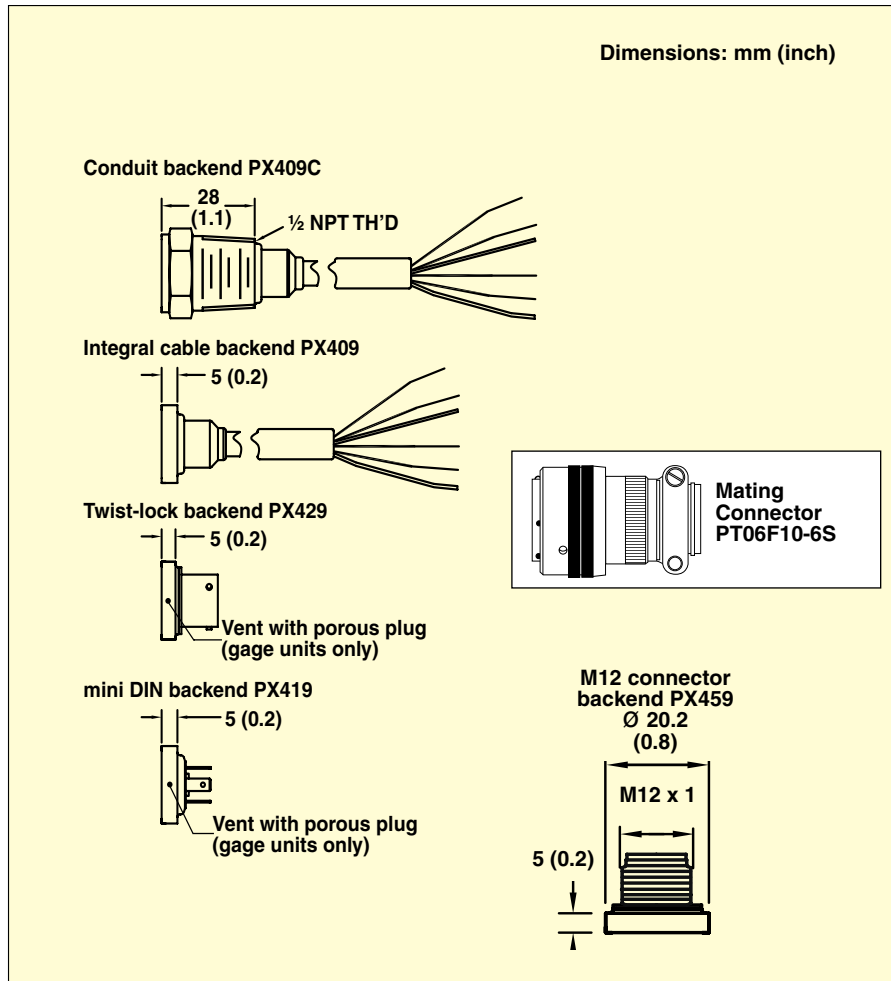 Dimensions: mm (inch)
Conduit backend PX409C
28
(1.1)
½ NPT TH’D
Integral cable backend PX409
5 (0.2)
Twist-lock backend PX429
5 (0.2)
Vent with porous plug
(gage units only)
Mating
Connector
PT06F10-6S
mini DIN backend PX419
5 (0.2)
Vent with porous plug
(gage units only)
M12 connector
backend PX459
Ø 20.2
(0.8)
M12 x 1
5 (0.2)